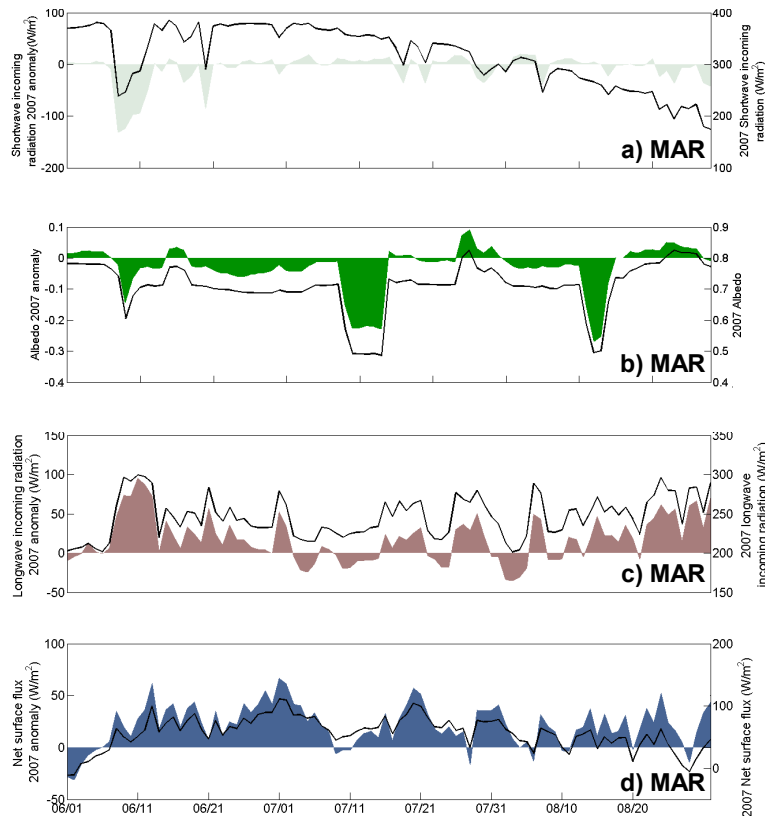 Shortwave incoming
radiation 2007 anomaly(W/m²)
100
0
-100
-200
400
300
200
100
2007 Shortwave incoming
radiation (W/m²)
a) MAR
Albedo 2007 anomaly
0.1
0
-0.1
-0.2
-0.3
-0.4
0.9
0.8
0.7
0.6
0.5
0.4
2007 Albedo
b) MAR
Longwave incoming radiation
2007 anomaly (W/m²)
150
100
50
0
-50
350
300
250
200
150
2007 longwave
incoming radiation (W/m²)
c) MAR
Net surface flux
2007 anomaly (W/m²)
100
50
0
-50
200
100
0
2007 Net surface flux (W/m²)
d) MAR
06/01 06/11 06/21 07/01 07/11 07/21 07/31 08/10 08/20